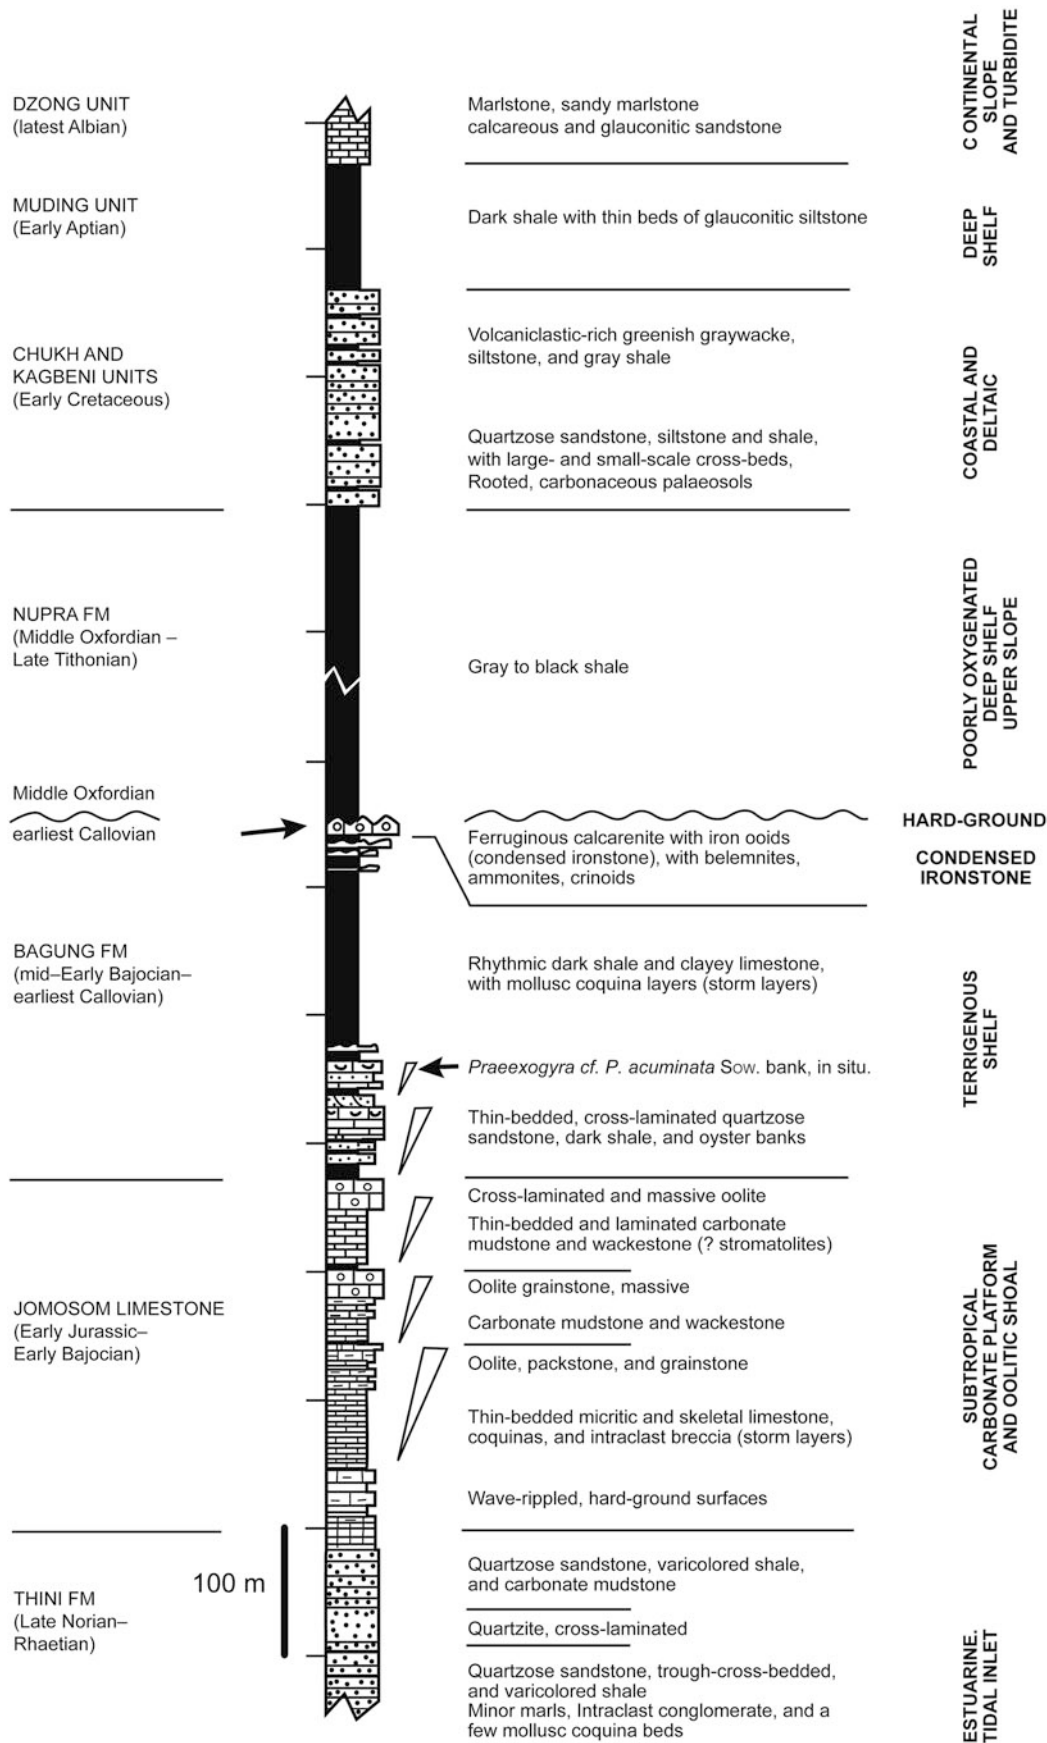 CONTINENTAL
SLOPE
AND TURBIDITE
DZONG UNIT
(latest Albian)
Marlstone, sandy marlstone
calcareous and glauconitic sandstone
MUDING UNIT
(Early Aptian)
Dark shale with thin beds of glauconitic siltstone
DEEP
SHELF
CHUKH AND
KAGBENI UNITS
(Early Cretaceous)
Volcaniclastic-rich greenish graywacke,
siltstone, and gray shale
Quartzose sandstone, siltstone and shale,
with large- and small-scale cross-beds,
Rooted, carbonaceous palaeosols
COASTAL AND
DELTAIC
NUPRA FM
(Middle Oxfordian –
Late Tithonian)
Gray to black shale
POORLY OXYGENATED
DEEP SHELF
UPPER SLOPE
Middle Oxfordian
earliest Callovian
HARD-GROUND
Ferruginous calcarenite with iron ooids
(condensed ironstone), with belemnites,
ammonites, crinoids
CONDENSED
IRONSTONE
BAGUNG FM
(mid–Early Bajocian–
earliest Callovian)
Rhythmic dark shale and clayey limestone,
with mollusc coquina layers (storm layers)
Praeexogyra cf. P. acuminata Sow. bank, in situ.
Thin-bedded, cross-laminated quartzose
sandstone, dark shale, and oyster banks
TERRIGENOUS
SHELF
JOMOSOM LIMESTONE
(Early Jurassic–
Early Bajocian)
Cross-laminated and massive oolite
Thin-bedded and laminated carbonate
mudstone and wackestone (? stromatolites)
Oolite grainstone, massive
Carbonate mudstone and wackestone
Oolite, packstone, and grainstone
Thin-bedded micritic and skeletal limestone,
coquinas, and intraclast breccia (storm layers)
Wave-rippled, hard-ground surfaces
SUBTROPICAL
CARBONATE PLATFORM
AND OOLITIC SHOAL
100 m
THINI FM
(Late Norian–
Rhaetian)
Quartzose sandstone, varicolored shale,
and carbonate mudstone
Quartzite, cross-laminated
Quartzose sandstone, trough-cross-bedded,
and varicolored shale
Minor marls, Intraclast conglomerate, and a
few mollusc coquina beds
ESTUARINE.
TIDAL INLET